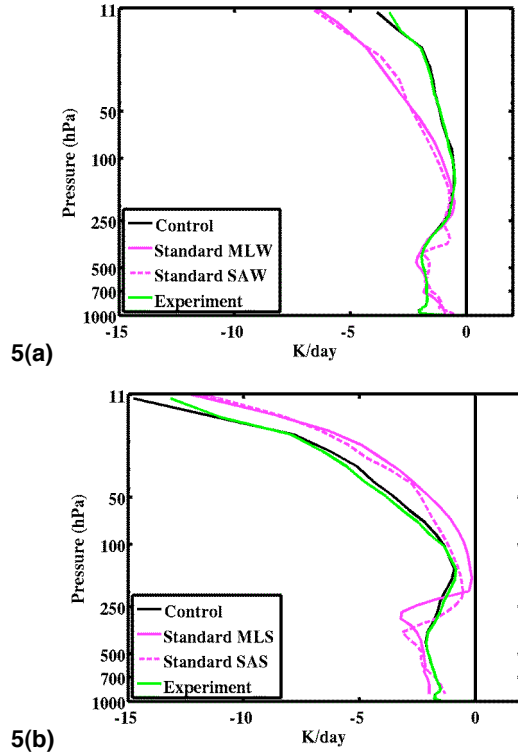 11
50
100
250
500
700
1000
Pressure (hPa)
Control
Standard MLW
Standard SAW
Experiment
-15 -10 -5 0
K/day
5(a)
11
50
100
250
500
700
1000
Pressure (hPa)
Control
Standard MLS
Standard SAS
Experiment
-15 -10 -5 0
K/day
5(b)